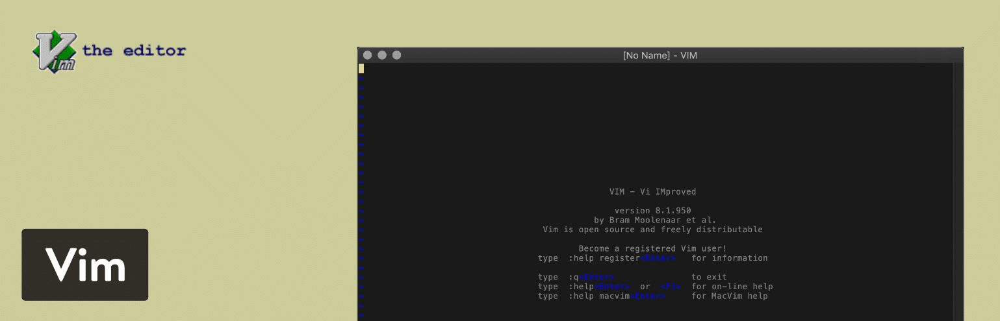 Vim the editor
[No Name] - VIM
~
~
~
~
~
~
~
~
~
~
~
~
VIM - Vi IMproved
~
~
version 8.1.950
~
by Bram Moolenaar et al.
~
Vim is open source and freely distributable
~
~
Become a registered Vim user!
~
type :help register<Enter> for information
~
~
type :q<Enter> to exit
~
type :help<Enter> or <F1> for on-line help
~
type :help macvim<Enter> for MacVim help
~
~
Vim